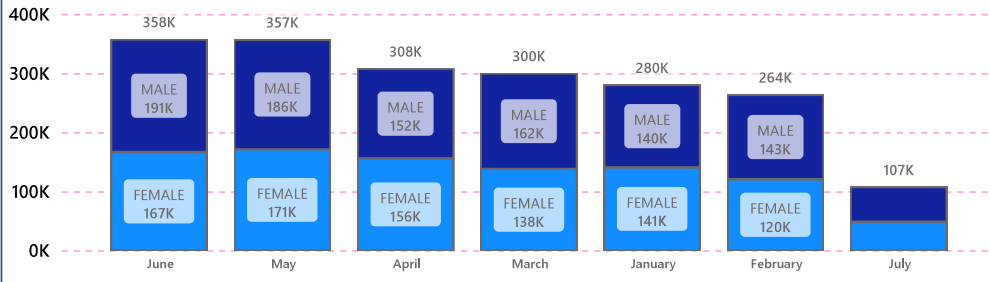 400K
300K
200K
100K
0K
358K
MALE
191K
FEMALE
167K
June
357K
MALE
186K
FEMALE
171K
May
308K
MALE
152K
FEMALE
156K
April
300K
MALE
162K
FEMALE
138K
March
280K
MALE
140K
FEMALE
141K
January
264K
MALE
143K
FEMALE
120K
February
107K
July